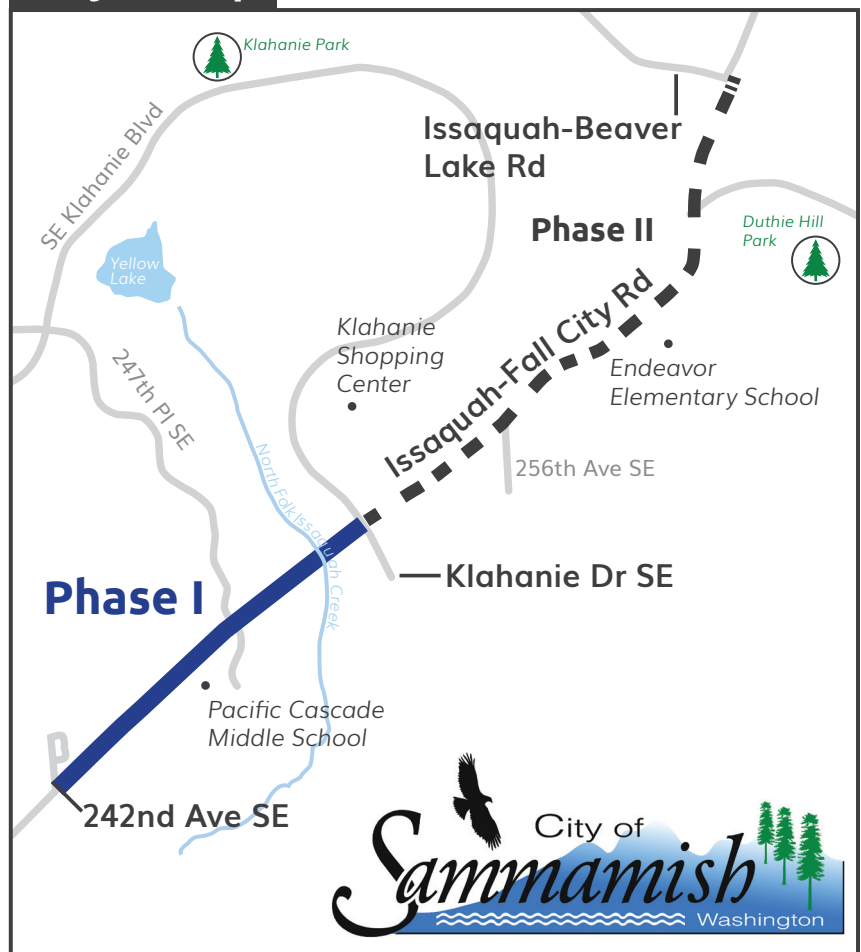 Klahanie Park
SE Klahanie Blvd
Issaquah-Beaver
Lake Rd
Phase II
Duthie Hill
Park
Yellow
Lake
Issaquah-Fall City Rd
Klahanie
Shopping
Center
247th Pl SE
Endeavor
Elementary School
256th Ave SE
North Folk Issaquah Creek
Klahanie Dr SE
Phase I
Pacific Cascade
Middle School
242nd Ave SE
City of
Sammamish
Washington